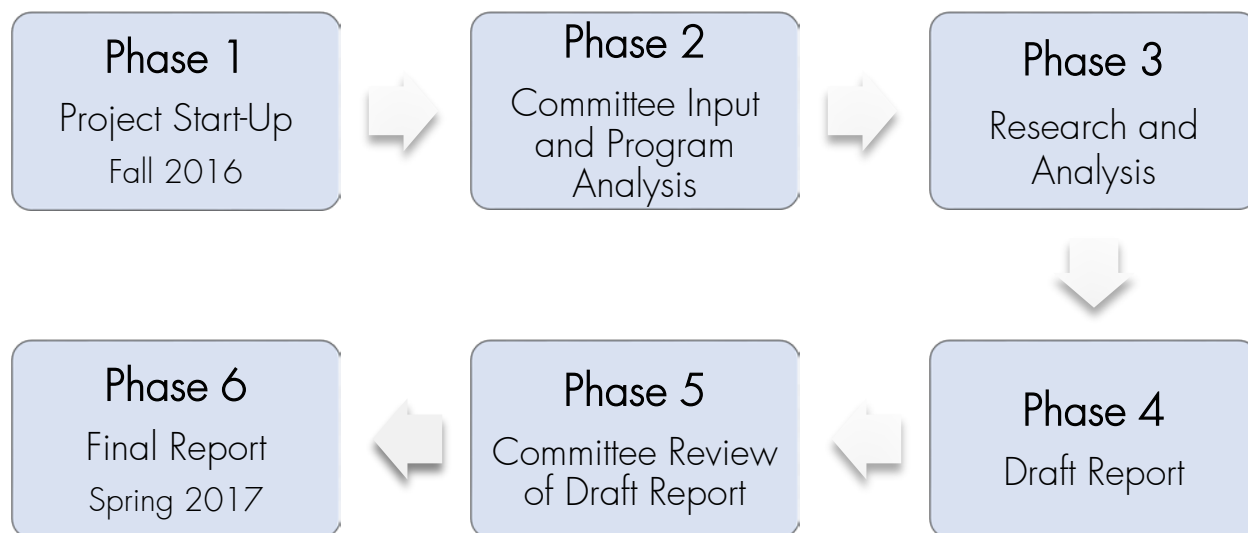 Phase 1
Project Start-Up
Fall 2016
Phase 2
Committee Input
and Program
Analysis
Phase 3
Research and
Analysis
Phase 4
Draft Report
Phase 5
Committee Review
of Draft Report
Phase 6
Final Report
Spring 2017